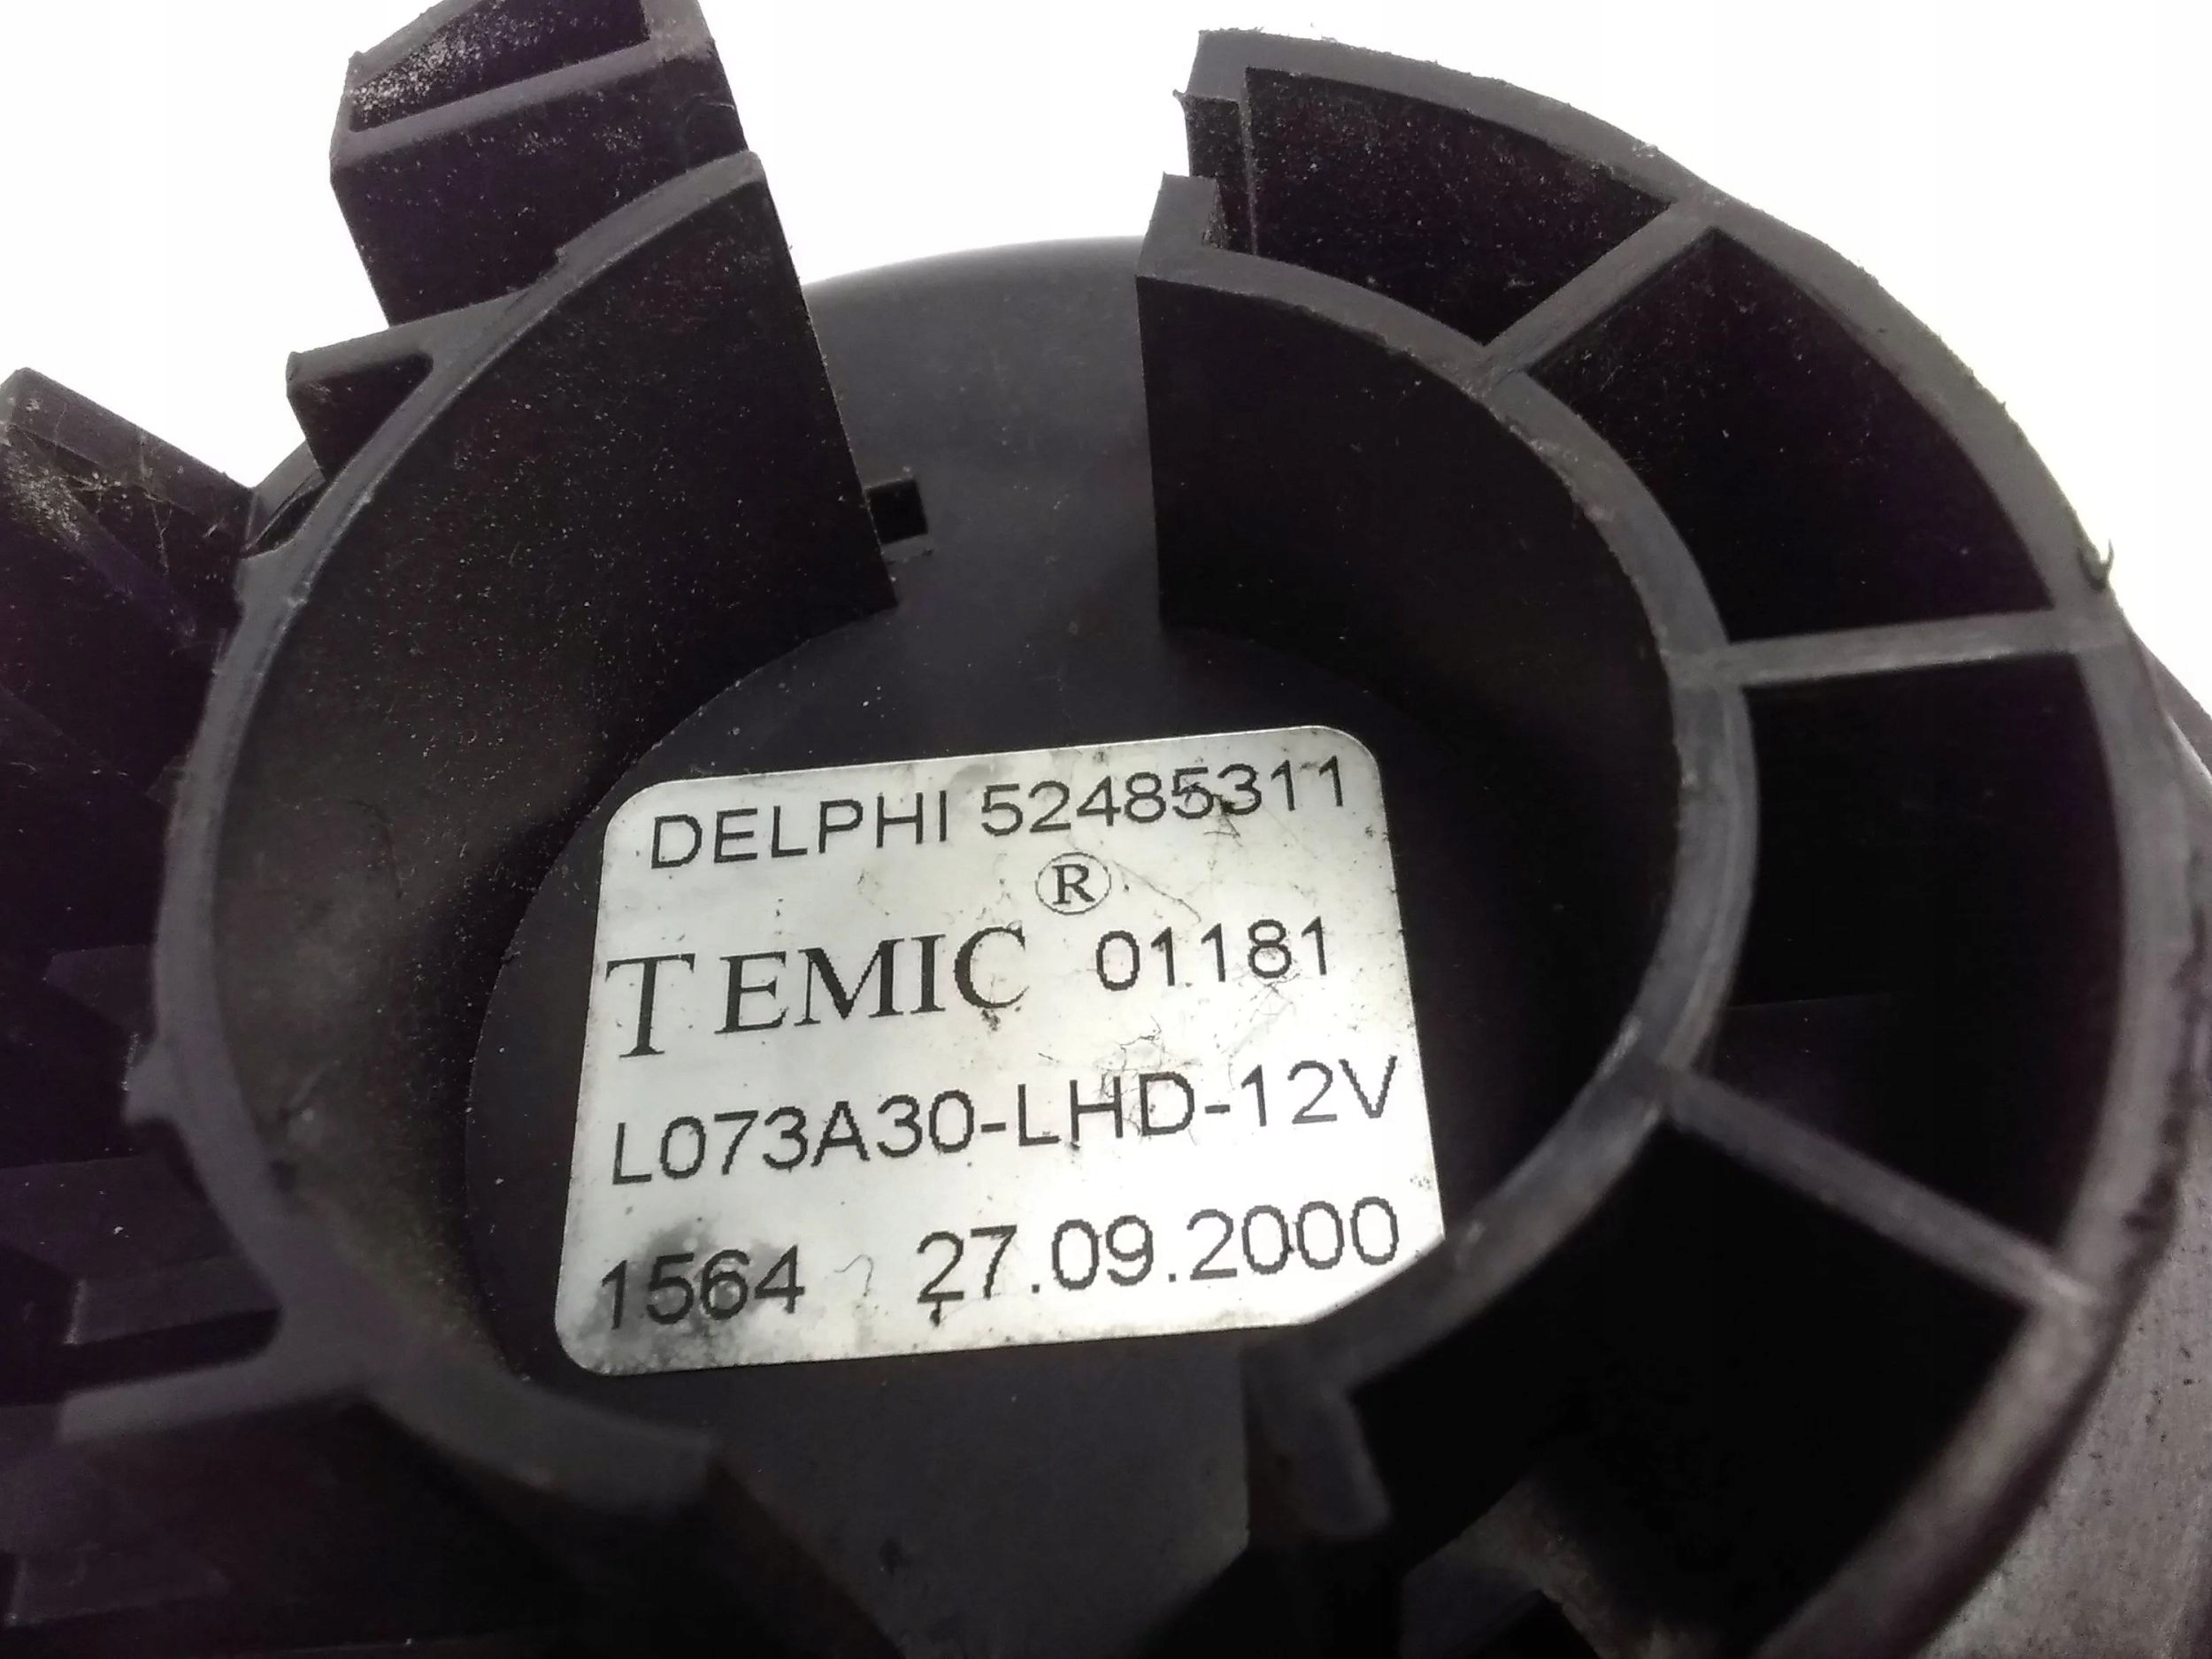 DELPHI 52485311
®
TEMIC 01181
L073A30-LHD-12V
1564 27.09.2000